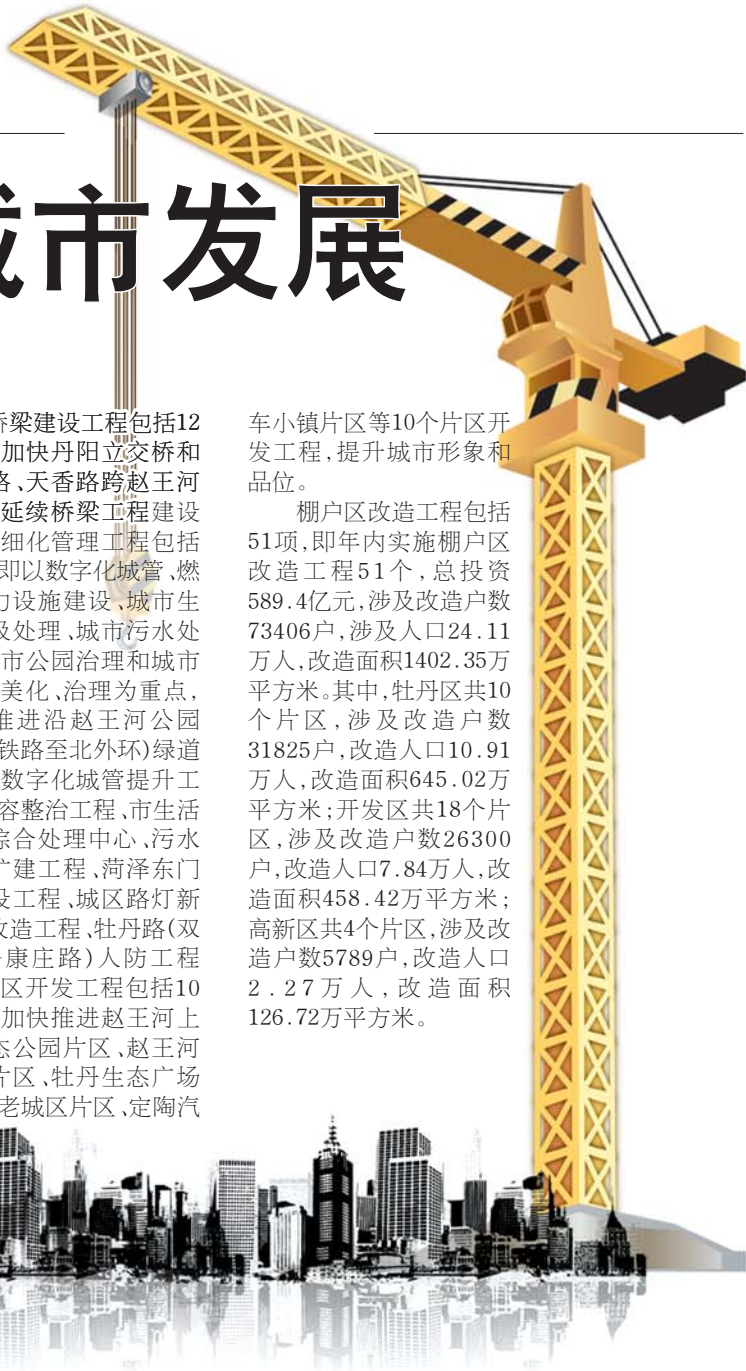 城市发展
桥梁建设工程包括12
加快丹阳立交桥和
路、天香路跨赵王河
延续桥梁工程建设
细化管理工程包括
即以数字化城管、燃
力设施建设、城市生
及处理、城市污水处
市公园治理和城市
美化、治理为重点,
推进沿赵王河公园
铁路至北外环)绿道
数字化城管提升工
容整治工程、市生活
综合处理中心、污水
扩建工程、菏泽东门
设工程、城区路灯新
改造工程、牡丹路(双
康庄路)人防工程
区开发工程包括10
加快推进赵王河上
态公园片区、赵王河
片区、牡丹生态广场
老城区片区、定陶汽
车小镇片区等10个片区开
发工程,提升城市形象和
品位。
棚户区改造工程包括
51项,即年内实施棚户区
改造工程51个,总投资
589.4亿元,涉及改造户数
73406户,涉及人口24.11
万人,改造面积1402.35万
平方米。其中,牡丹区共10
个片区,涉及改造户数
31825户,改造人口10.91
万人,改造面积645.02万
平方米;开发区共18个片
区,涉及改造户数26300
户,改造人口7.84万人,改
造面积458.42万平方米;
高新区共4个片区,涉及改
造户数5789户,改造人口
2.27万人,改造面积
126.72万平方米。